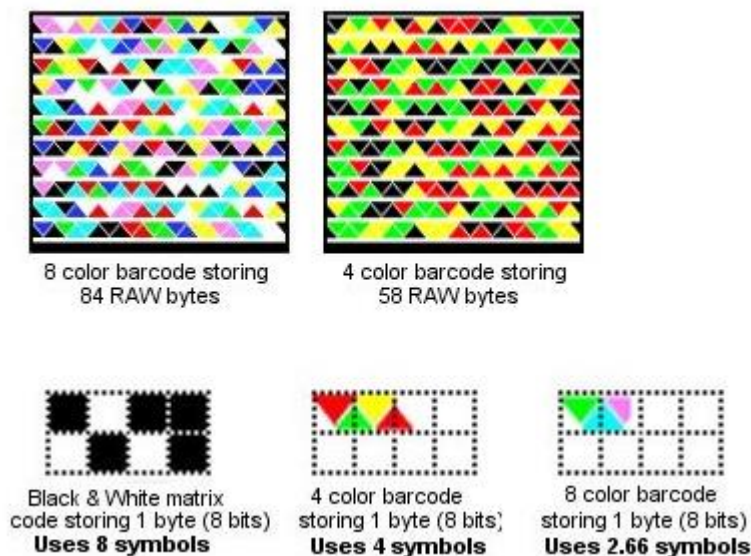 8 color barcode storing
84 RAW bytes
4 color barcode storing
58 RAW bytes
Black & White matrix
code storing 1 byte (8 bits)
Uses 8 symbols
4 color barcode
storing 1 byte (8 bits)
Uses 4 symbols
8 color barcode
storing 1 byte (8 bits)
Uses 2.66 symbols